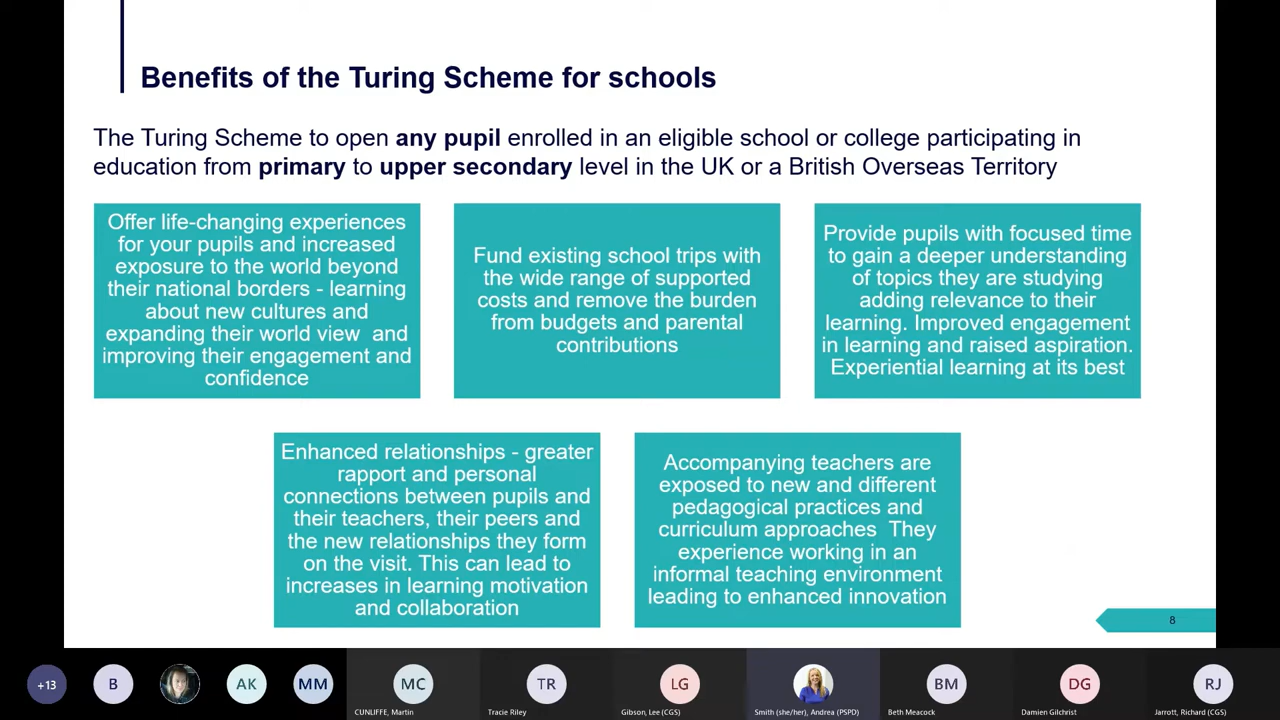 Benefits of the Turing Scheme for schools
The Turing Scheme to open any pupil enrolled in an eligible school or college participating in
education from primary to upper secondary level in the UK or a British Overseas Territory
Offer life-changing experiences
for your pupils and increased
exposure to the world beyond
their national borders - learning
about new cultures and
expanding their world view and
improving their engagement and
confidence
Fund existing school trips with
the wide range of supported
costs and remove the burden
from budgets and parental
contributions
Provide pupils with focused time
to gain a deeper understanding
of topics they are studying
adding relevance to their
learning. Improved engagement
in learning and raised aspiration.
Experiential learning at its best
Enhanced relationships - greater
rapport and personal
connections between pupils and
their teachers, their peers and
the new relationships they form
on the visit. This can lead to
increases in learning motivation
and collaboration
Accompanying teachers are
exposed to new and different
pedagogical practices and
curriculum approaches They
experience working in an
informal teaching environment
leading to enhanced innovation
8
+13
B
AK
MM
MC
TR
LG
BM
DG
RJ
CUNLIFFE, Martin
Tracie Riley
Gibson, Lee (CGS)
Smith (she/her), Andrea (PSPD)
Beth Meacock
Damien Gilchrist
Jarrott, Richard (CGS)